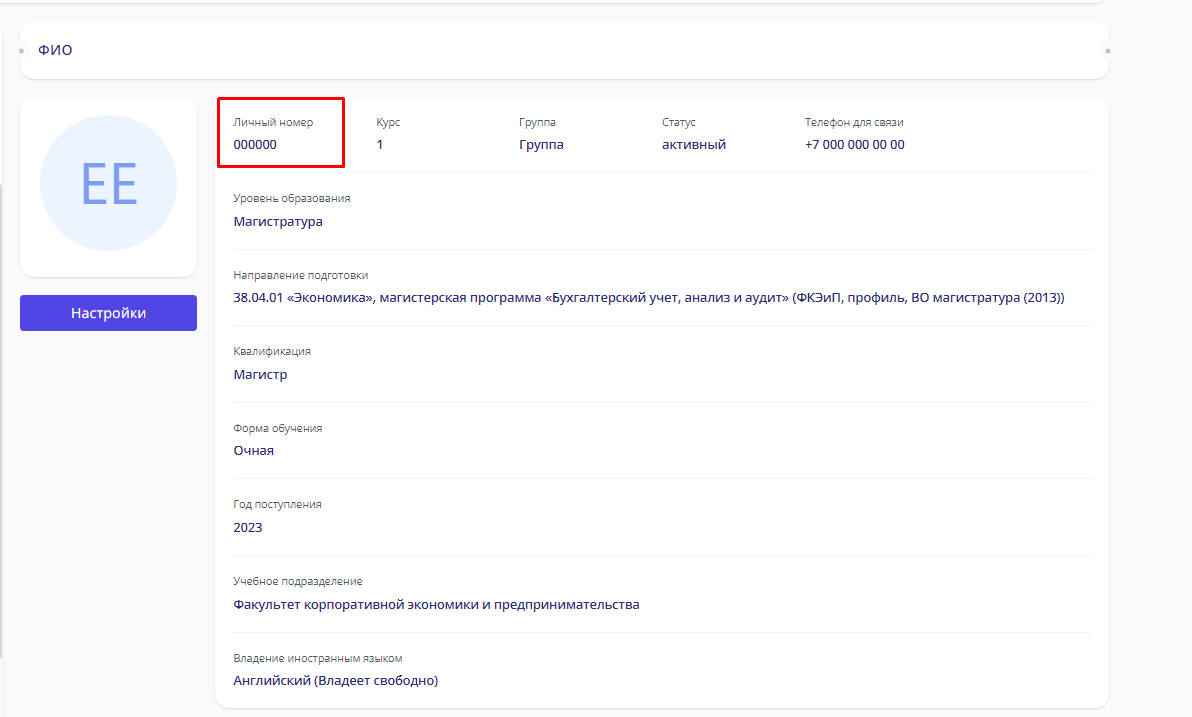 ФИО
ЕЕ
Настройки
Личный номер
000000
Курс
1
Группа
Группа
Статус
активный
Телефон для связи
+7 000 000 00 00
Уровень образования
Магистратура
Направление подготовки
38.04.01 «Экономика», магистерская программа «Бухгалтерский учет, анализ и аудит» (ФКЭиП, профиль, ВО магистратура (2013))
Квалификация
Магистр
Форма обучения
Очная
Год поступления
2023
Учебное подразделение
Факультет корпоративной экономики и предпринимательства
Владение иностранным языком
Английский (Владеет свободно)